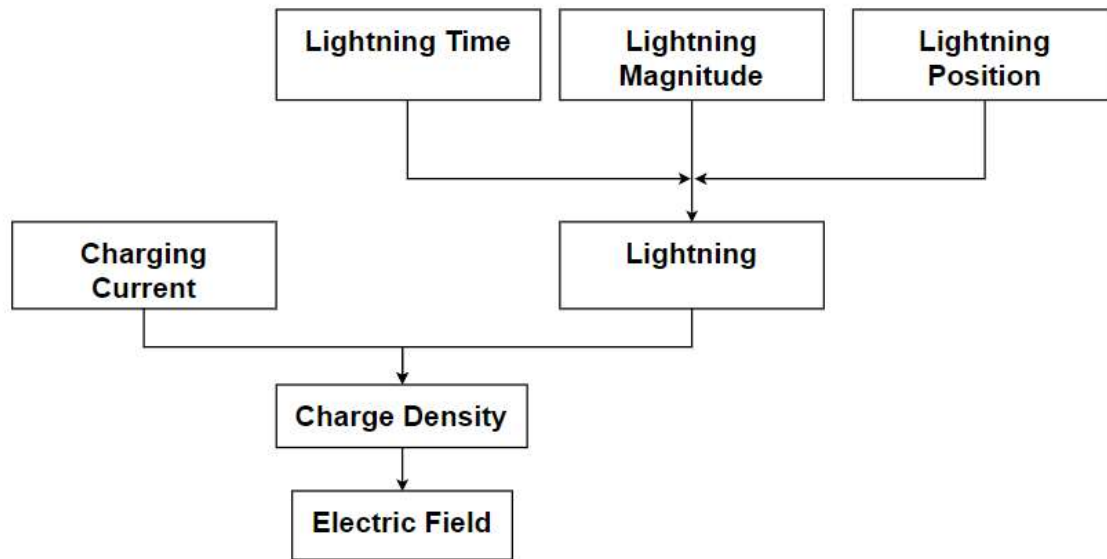 Lightning Time
Lightning
Magnitude
Lightning
Position
Charging
Current
Lightning
Charge Density
Electric Field